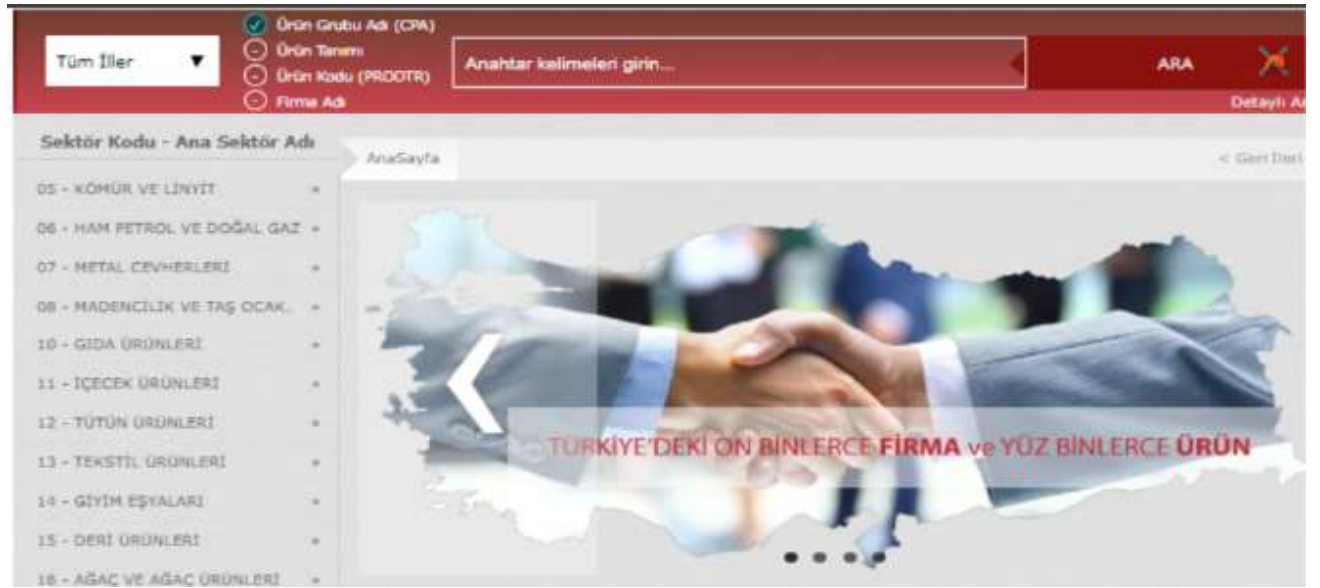 Tüm İller
Ürün Grubu Adı (CPA)
Ürün Tanımı
Ürün Kodu (PRODTR)
Firma Adı
Anahtar kelimeleri girin...
ARA
Detaylı
Sektör Kodu - Ana Sektör Adı
AnaSayfa
< Geri İleri
05 - KÖMÜR VE LİNYİT
06 - HAM PETROL VE DOĞAL GAZ
07 - METAL CEVHERLERİ
08 - MADENCİLİK VE TAŞ OCAK.
10 - GIDA ÜRÜNLERİ
11 - İÇECEK ÜRÜNLERİ
12 - TÜTÜN ÜRÜNLERİ
13 - TEKSTİL ÜRÜNLERİ
14 - GİYİM EŞYALARI
15 - DERİ ÜRÜNLERİ
16 - AĞAÇ VE AĞAÇ ÜRÜNLERİ
TÜRKİYE'DEKİ ON BİNLERCE FİRMA ve YÜZ BİNLERCE ÜRÜN